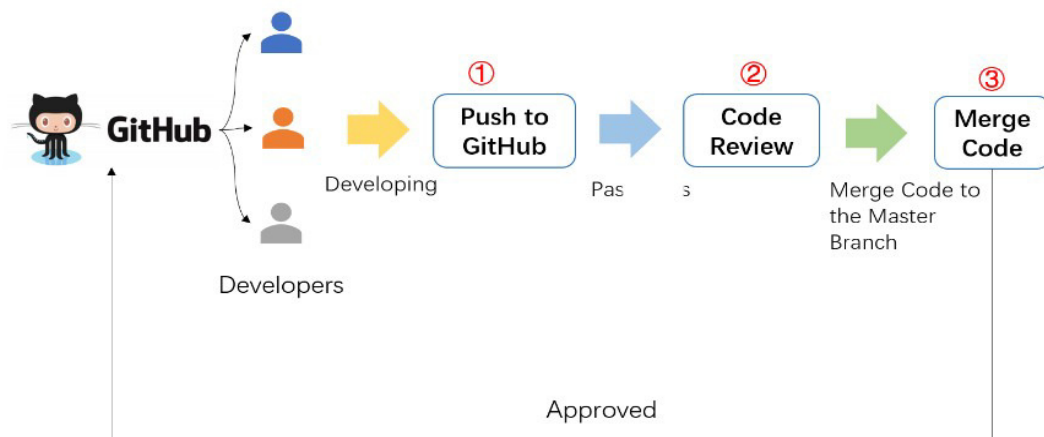 GitHub
Developers
Developing
①
Push to
GitHub
②
Code
Review
Merge Code to
the Master
Branch
③
Merge
Code
Approved